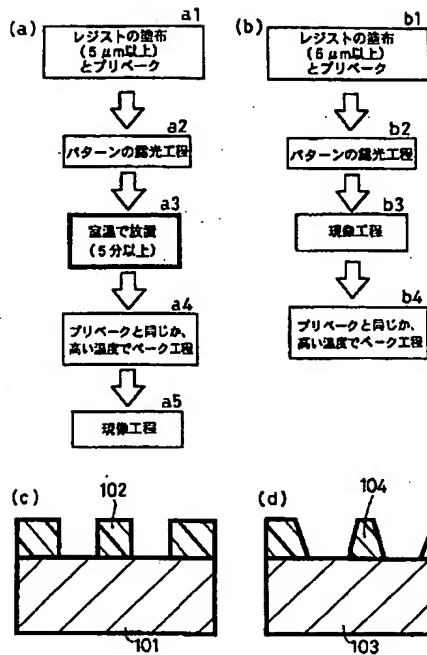 (a)
a1
レジストの塗布
(5μm以上)
とプリベーク
a2
パターンの露光工程
a3
室温で放置
(5分以上)
a4
プリベークと同じか、
高い温度でベーク工程
a5
現像工程
(b)
b1
レジストの塗布
(5μm以上)
とプリベーク
b2
パターンの露光工程
b3
現像工程
b4
プリベークと同じか、
高い温度でベーク工程
(c)
102
101
(d)
104
103